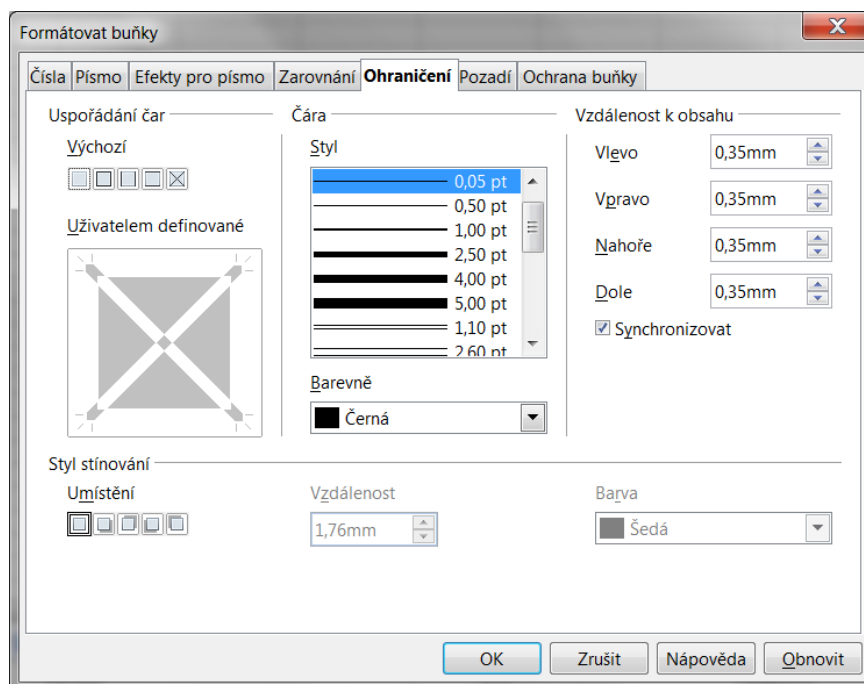 Formátovat buňky
Čísla Písmo Efekty pro písmo Zarovnání Ohraničení Pozadí Ochrana buňky
Uspořádání čar
Výchozí
Uživatelem definované
Čára
Styl
0,05 pt
0,50 pt
1,00 pt
2,50 pt
4,00 pt
5,00 pt
1,10 pt
2,60 pt
Barevně
Černá
Vzdálenost k obsahu
Vlevo 0,35mm
Vpravo 0,35mm
Nahoře 0,35mm
Dole 0,35mm
Synchronizovat
Styl stínování
Umístění
Vzdálenost
1,76mm
Barva
Šedá
OK Zrušit Nápověda Obnovit